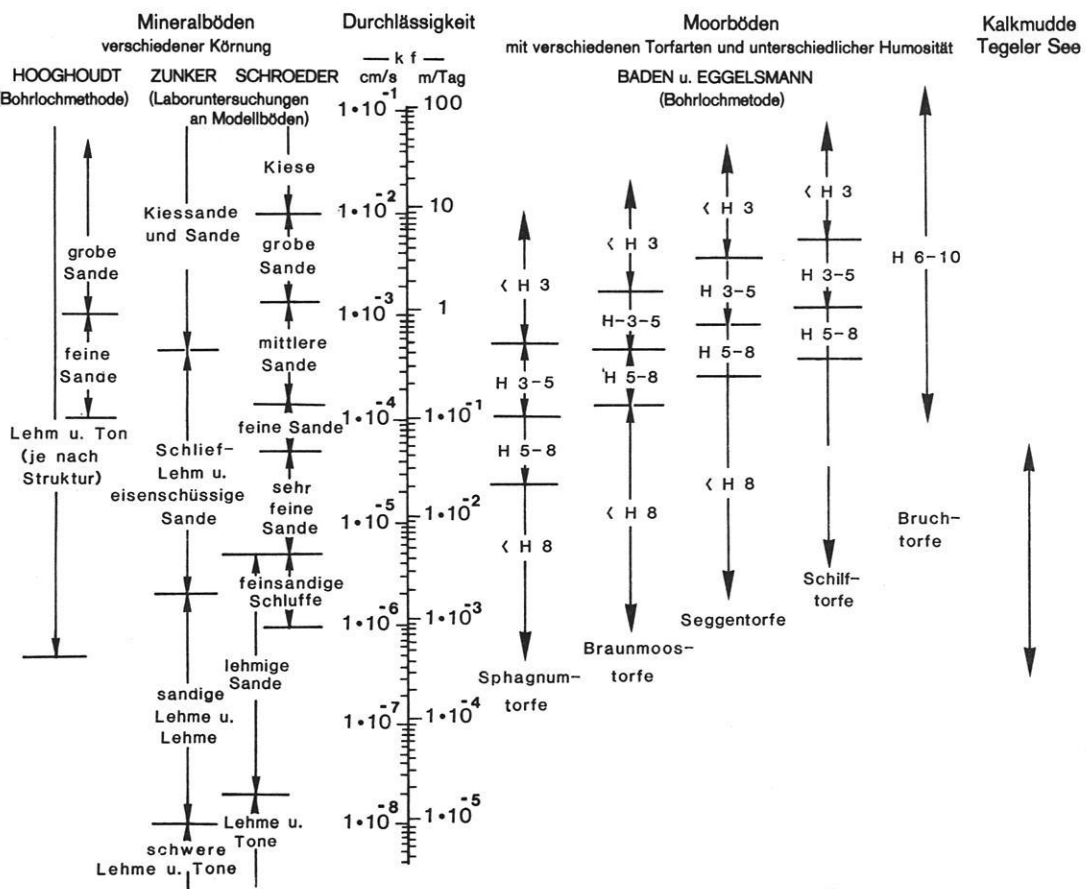 Mineralböden
verschiedener Körnung
HOOGHOUDT
(Bohrlochmethode)
ZUNKER
SCHROEDER
(Laboruntersuchungen
an Modellböden)
grobe
Sande
feine
Sande
Lehm u. Ton
(je nach
Struktur)
Kiessande
und Sande
Schlief-
Lehm u.
eisenschüssige
Sande
sandige
Lehme u.
Lehme
schwere
Lehme u. Tone
Kiese
grobe
Sande
mittlere
Sande
feine Sande
sehr
feine
Sande
feinsandige
Schluffe
lehmige
Sande
Lehme u.
Tone
Durchlässigkeit
k f
cm/s m/Tag
1•10⁻¹ 100
1•10⁻² 10
1•10⁻³ 1
1•10⁻⁴ 1•10⁻¹
1•10⁻⁵ 1•10⁻²
1•10⁻⁶ 1•10⁻³
1•10⁻⁷ 1•10⁻⁴
1•10⁻⁸ 1•10⁻⁵
Moorböden
mit verschiedenen Torfarten und unterschiedlicher Humosität
BADEN u. EGGELSMANN
(Bohrlochmetode)
< H 3
H 3-5
H 5-8
< H 8
Sphagnum-
torfe
< H 3
H-3-5
H 5-8
< H 8
Braunmoos-
torfe
< H 3
H 3-5
H 5-8
< H 8
Seggentorfe
< H 3
H 3-5
H 5-8
Schilf-
torfe
H 6-10
Bruch-
torfe
Kalkmudde
Tegeler See